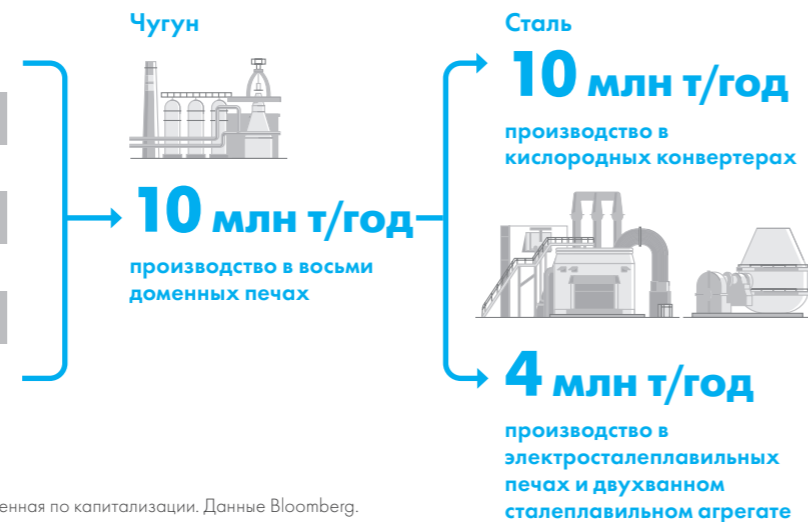 Чугун
10 млн т/год
производство в восьми
доменных печах
Сталь
10 млн т/год
производство в
кислородных конвертерах
4 млн т/год
производство в
электросталеплавильных
печах и двухванном
сталеплавильном агрегате
по капитализации. Данные Bloomberg.